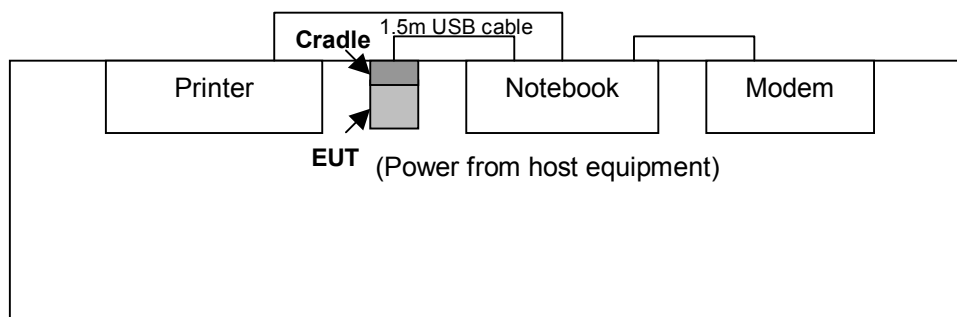 1.5m USB cable
Cradle
Printer
Notebook
Modem
EUT
(Power from host equipment)